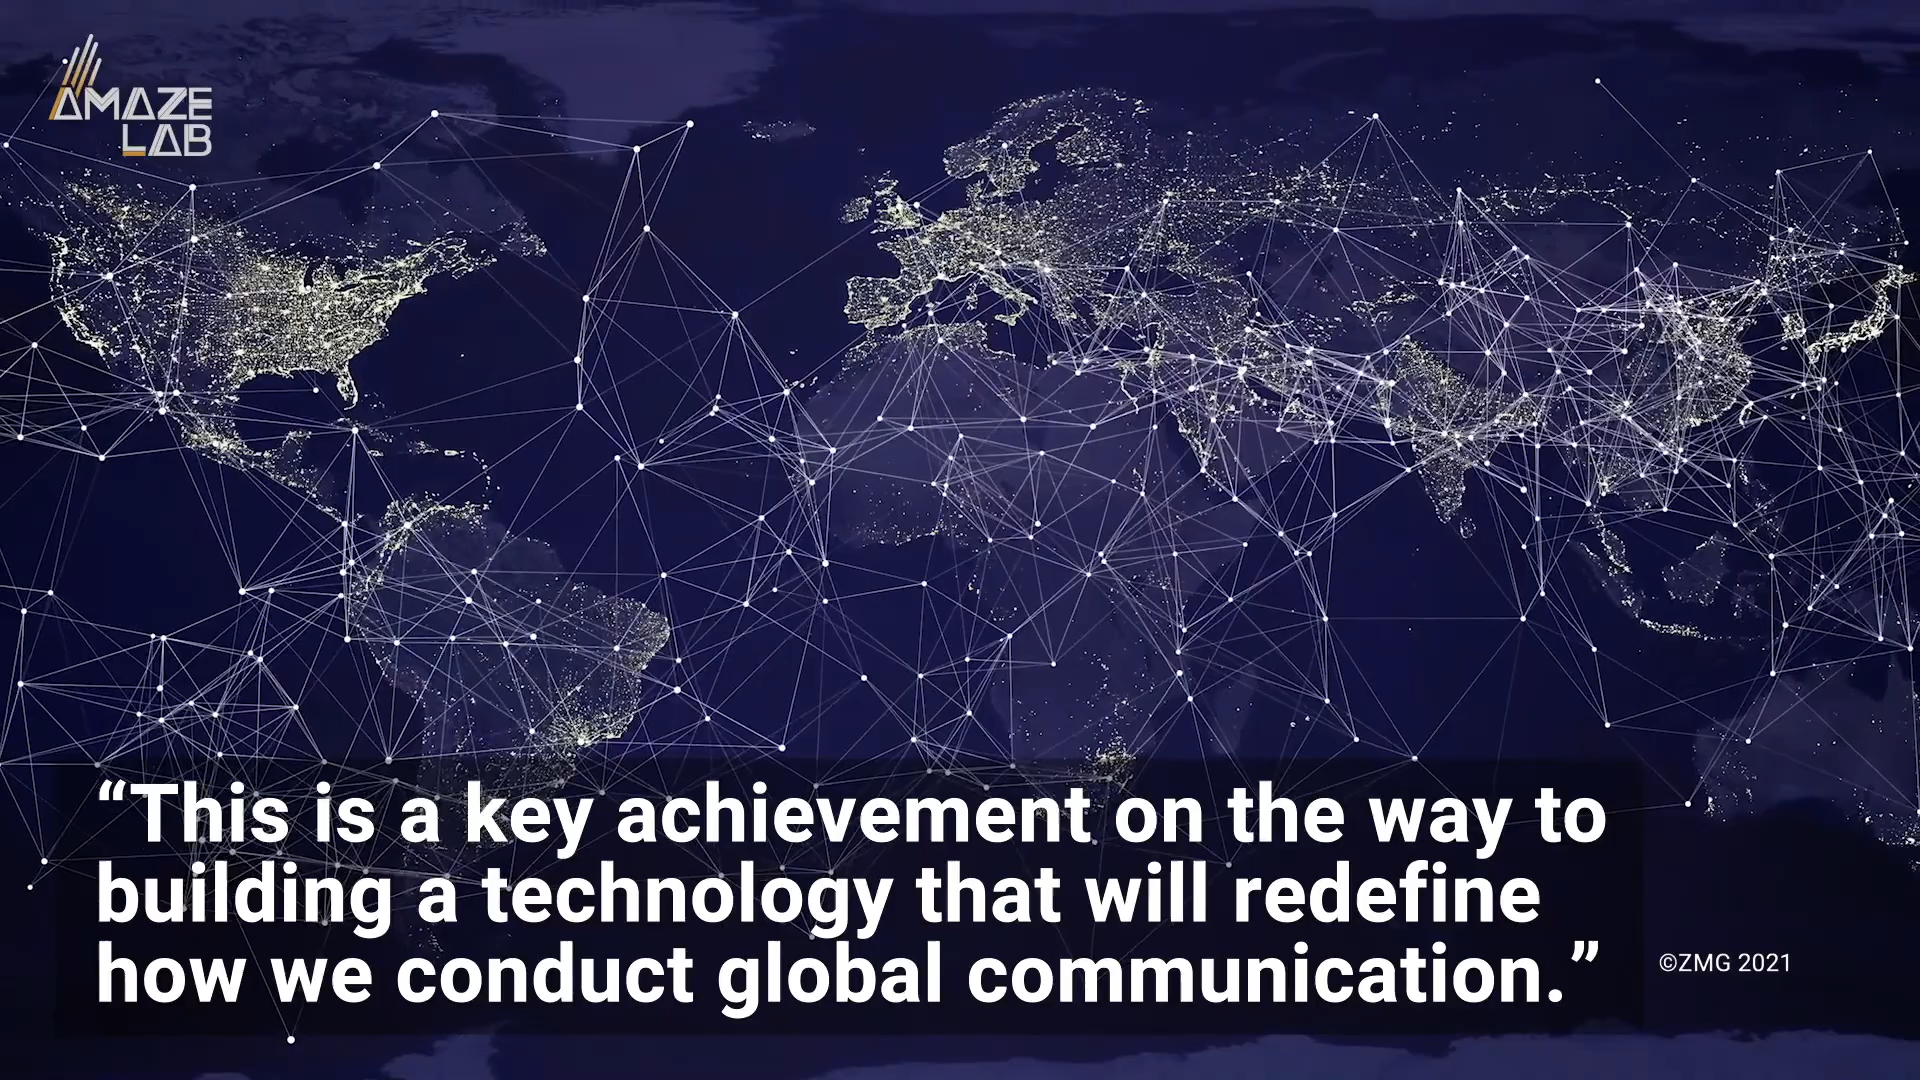 AMAZE
LAB
“This is a key achievement on the way to
building a technology that will redefine
how we conduct global communication.”
©ZMG 2021